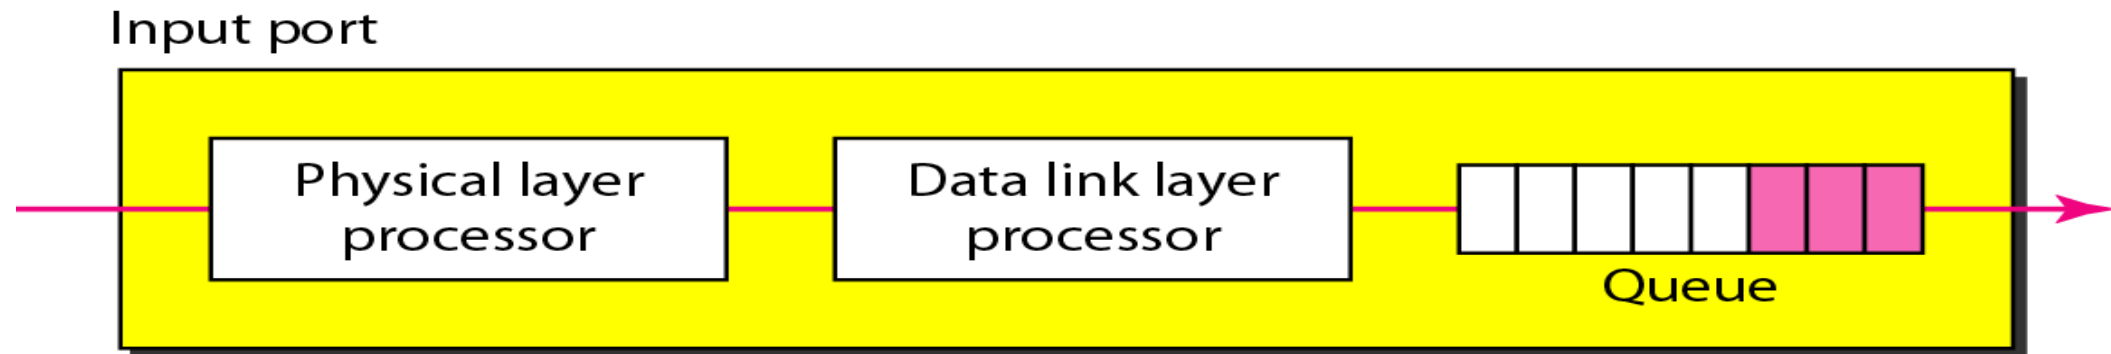 Input port
Physical layer
processor
Data link layer
processor
Queue